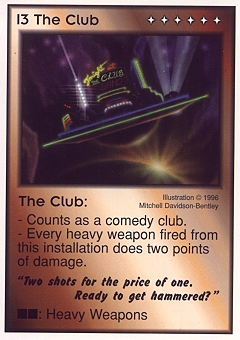 I3 The Club
THE CLUB
The Club:
Illustration © 1996
Mitchell Davidson-Bentley
- Counts as a comedy club.
- Every heavy weapon fired from
this installation does two points
of damage.
“Two shots for the price of one.
Ready to get hammered?”
: Heavy Weapons